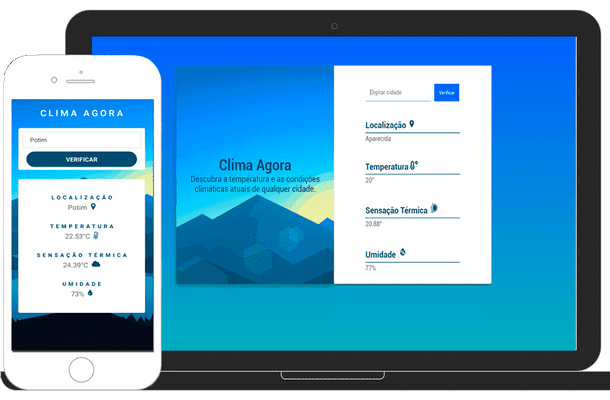 CLIMA AGORA
Potim
VERIFICAR
LOCALIZAÇÃO
Potim
TEMPERATURA
22.53°C
SENSAÇÃO TÉRMICA
24.39°C
UMIDADE
73%
Clima Agora
Descubra a temperatura e as condições
climáticas atuais de qualquer cidade.
Digitar cidade
Verificar
Localização
Aparecida
Temperatura
20°
Sensação Térmica
20.88°
Umidade
77%